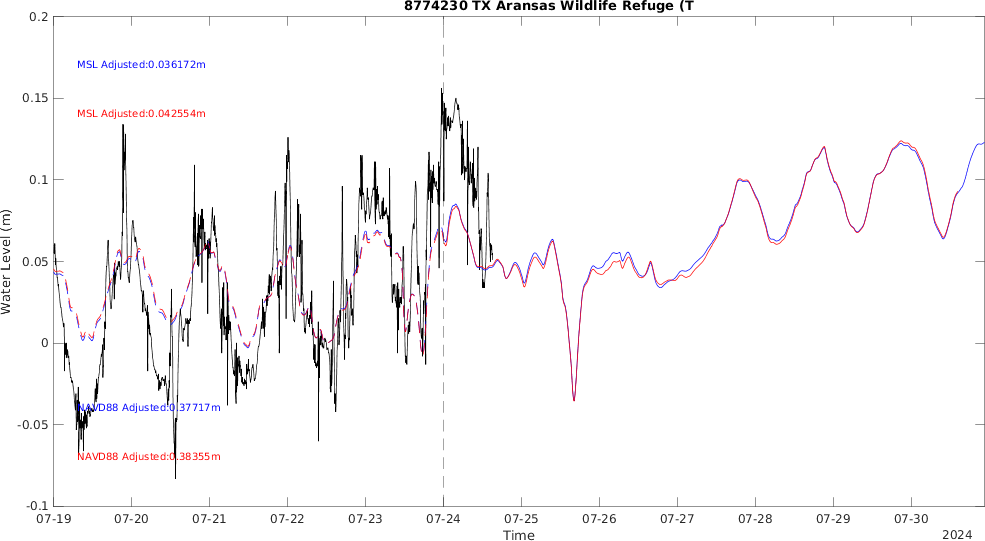 8774230 TX Aransas Wildlife Refuge (T
0.2
MSL Adjusted:0.036172m
0.15
MSL Adjusted:0.042554m
0.1
0.05
Water Level (m)
0
NAVD88 Adjusted:0.37717m
-0.05
NAVD88 Adjusted:0.38355m
-0.1
07-19 07-20 07-21 07-22 07-23 07-24 07-25 07-26 07-27 07-28 07-29 07-30
Time
2024